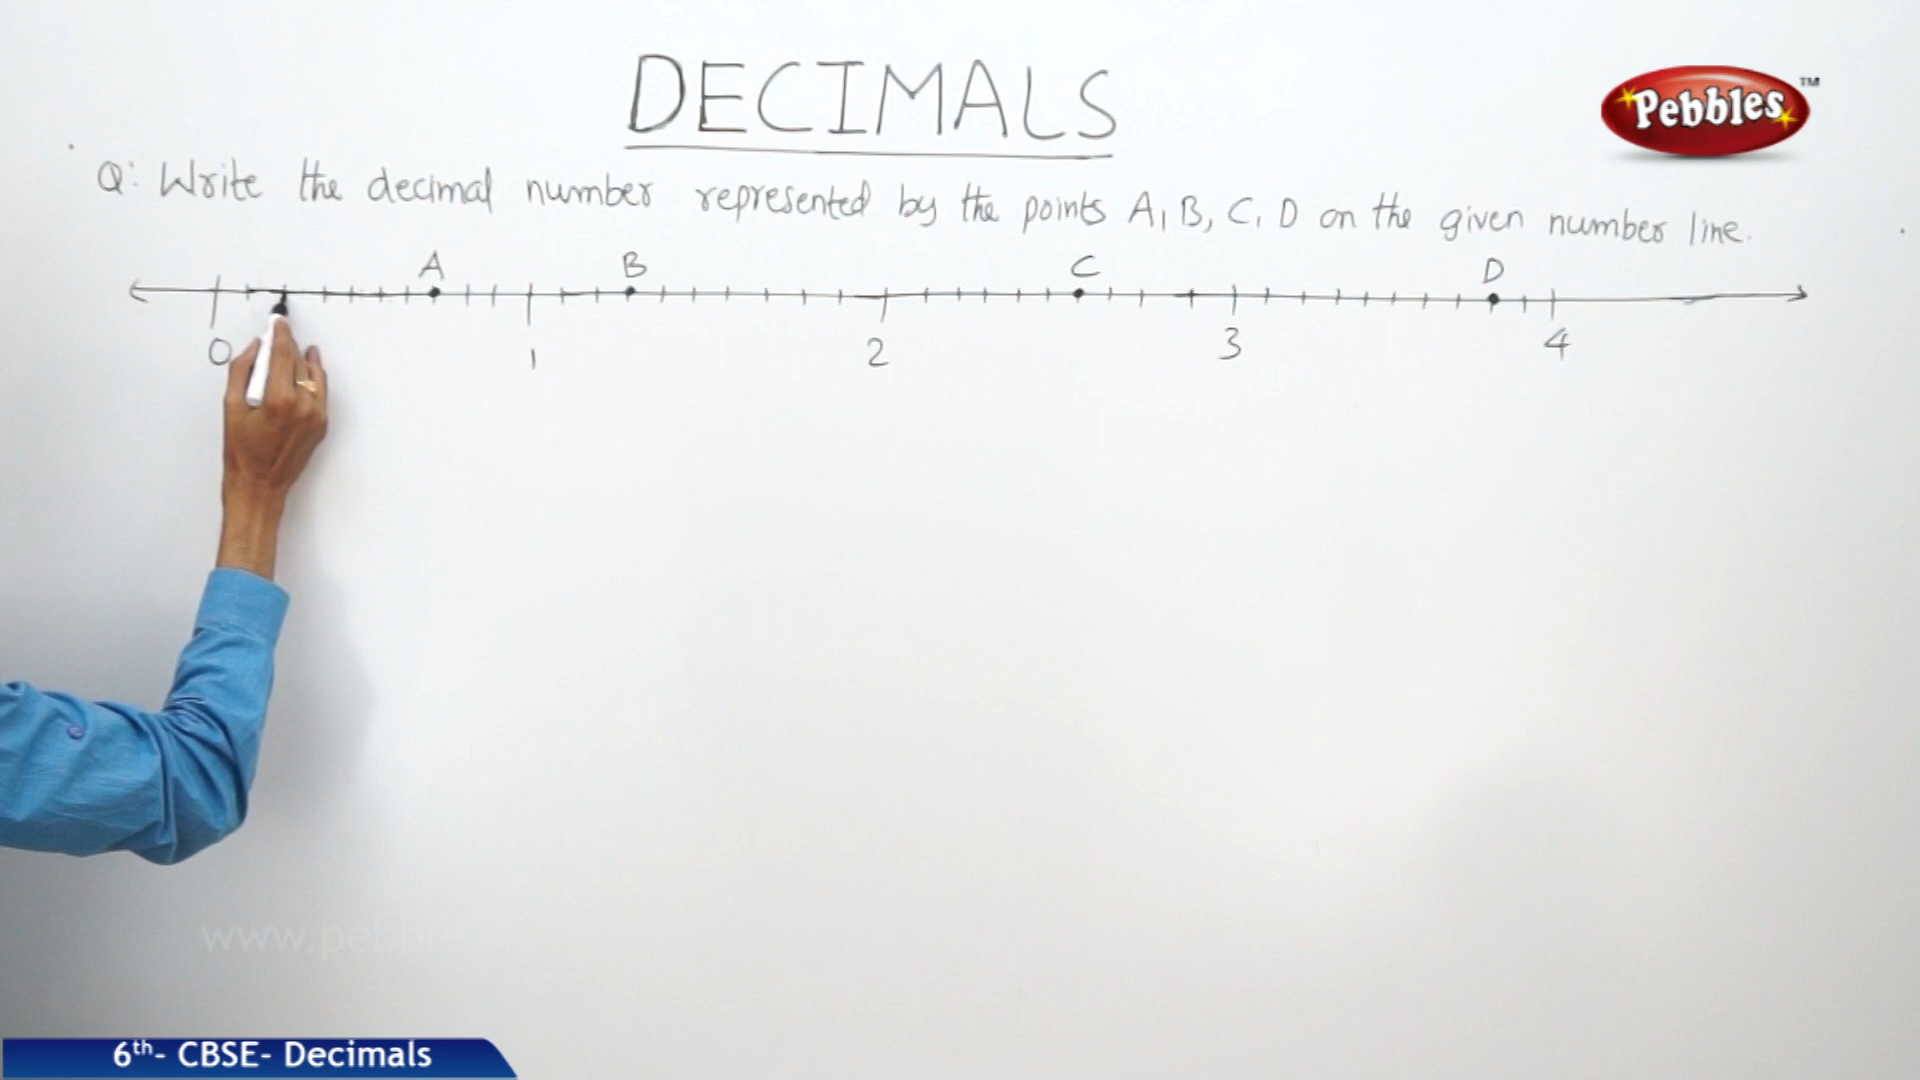 DECIMALS
Pebbles TM
Q: Write the decimal number represented by the points A, B, C, D on the given number line.
A B C D
0 1 2 3 4
6th- CBSE- Decimals